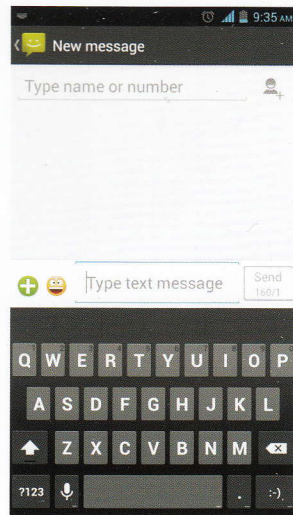 9:35 AM
New message
Type name or number
Type text message
Send
160/1
Q W E R T Y U I O P
A S D F G H J K L
Z X C V B N M
?123 . :-)